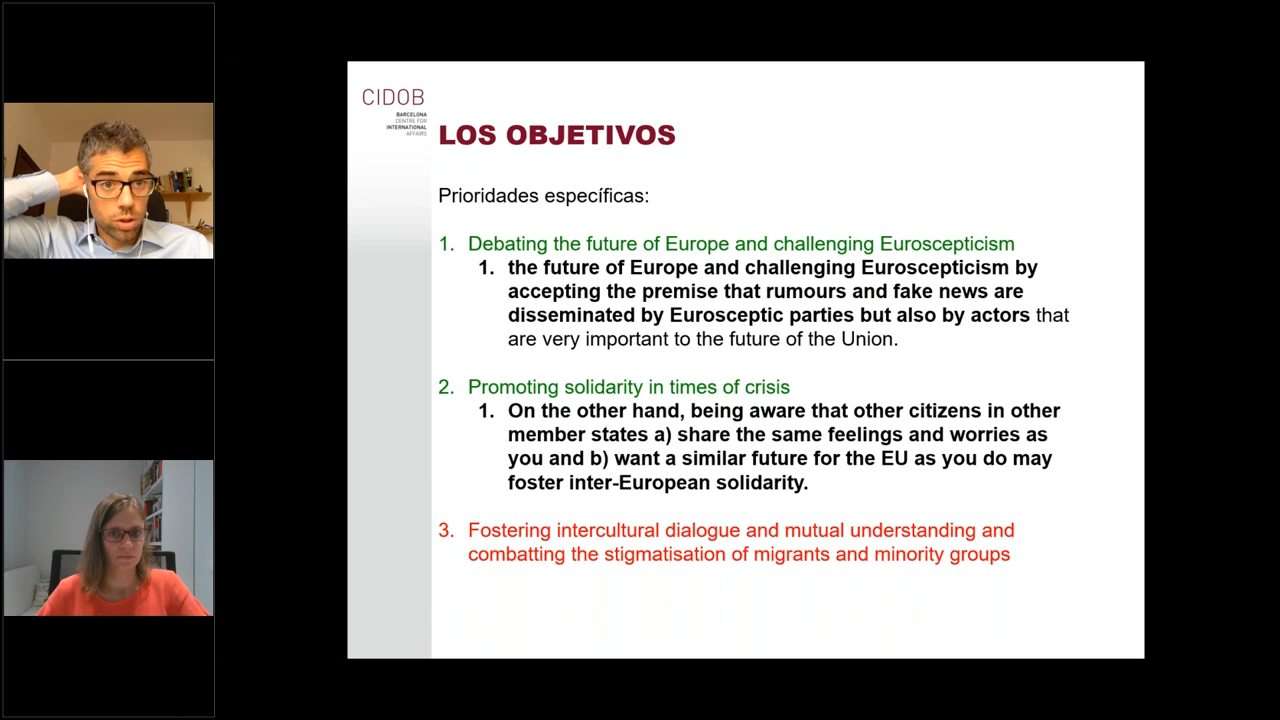 CIDOB
BARCELONA
CENTRE FOR
INTERNATIONAL
AFFAIRS
LOS OBJETIVOS
Prioridades específicas:
1. Debating the future of Europe and challenging Euroscepticism
1. the future of Europe and challenging Euroscepticism by
accepting the premise that rumours and fake news are
disseminated by Eurosceptic parties but also by actors that
are very important to the future of the Union.
2. Promoting solidarity in times of crisis
1. On the other hand, being aware that other citizens in other
member states a) share the same feelings and worries as
you and b) want a similar future for the EU as you do may
foster inter-European solidarity.
3. Fostering intercultural dialogue and mutual understanding and
combatting the stigmatisation of migrants and minority groups